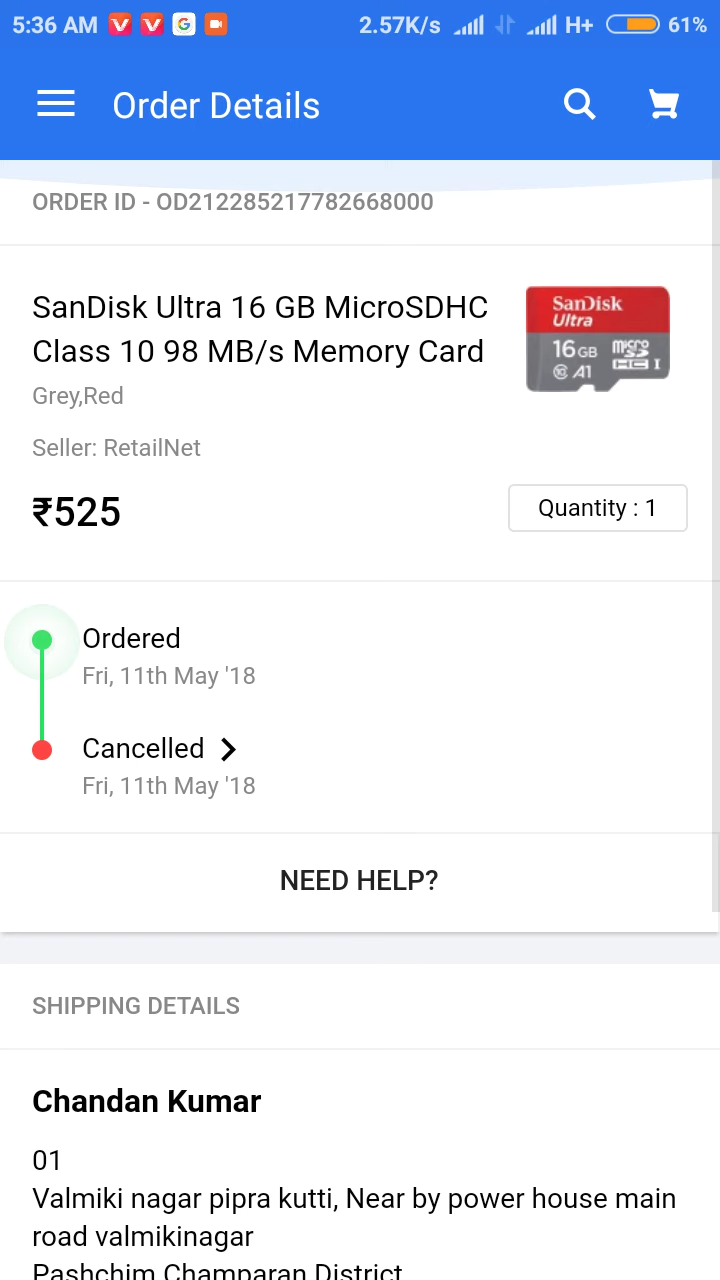 5:36 AM 2.57K/s H+ 61%
Order Details
ORDER ID - OD212285217782668000
SanDisk Ultra 16 GB MicroSDHC
Class 10 98 MB/s Memory Card
Grey,Red
Seller: RetailNet
₹525
Quantity : 1
SanDisk
Ultra
16GB micro
A1 HC I
Ordered
Fri, 11th May '18
Cancelled
Fri, 11th May '18
NEED HELP?
SHIPPING DETAILS
Chandan Kumar
01
Valmiki nagar pipra kutti, Near by power house main
road valmikinagar
Pashchim Champaran District